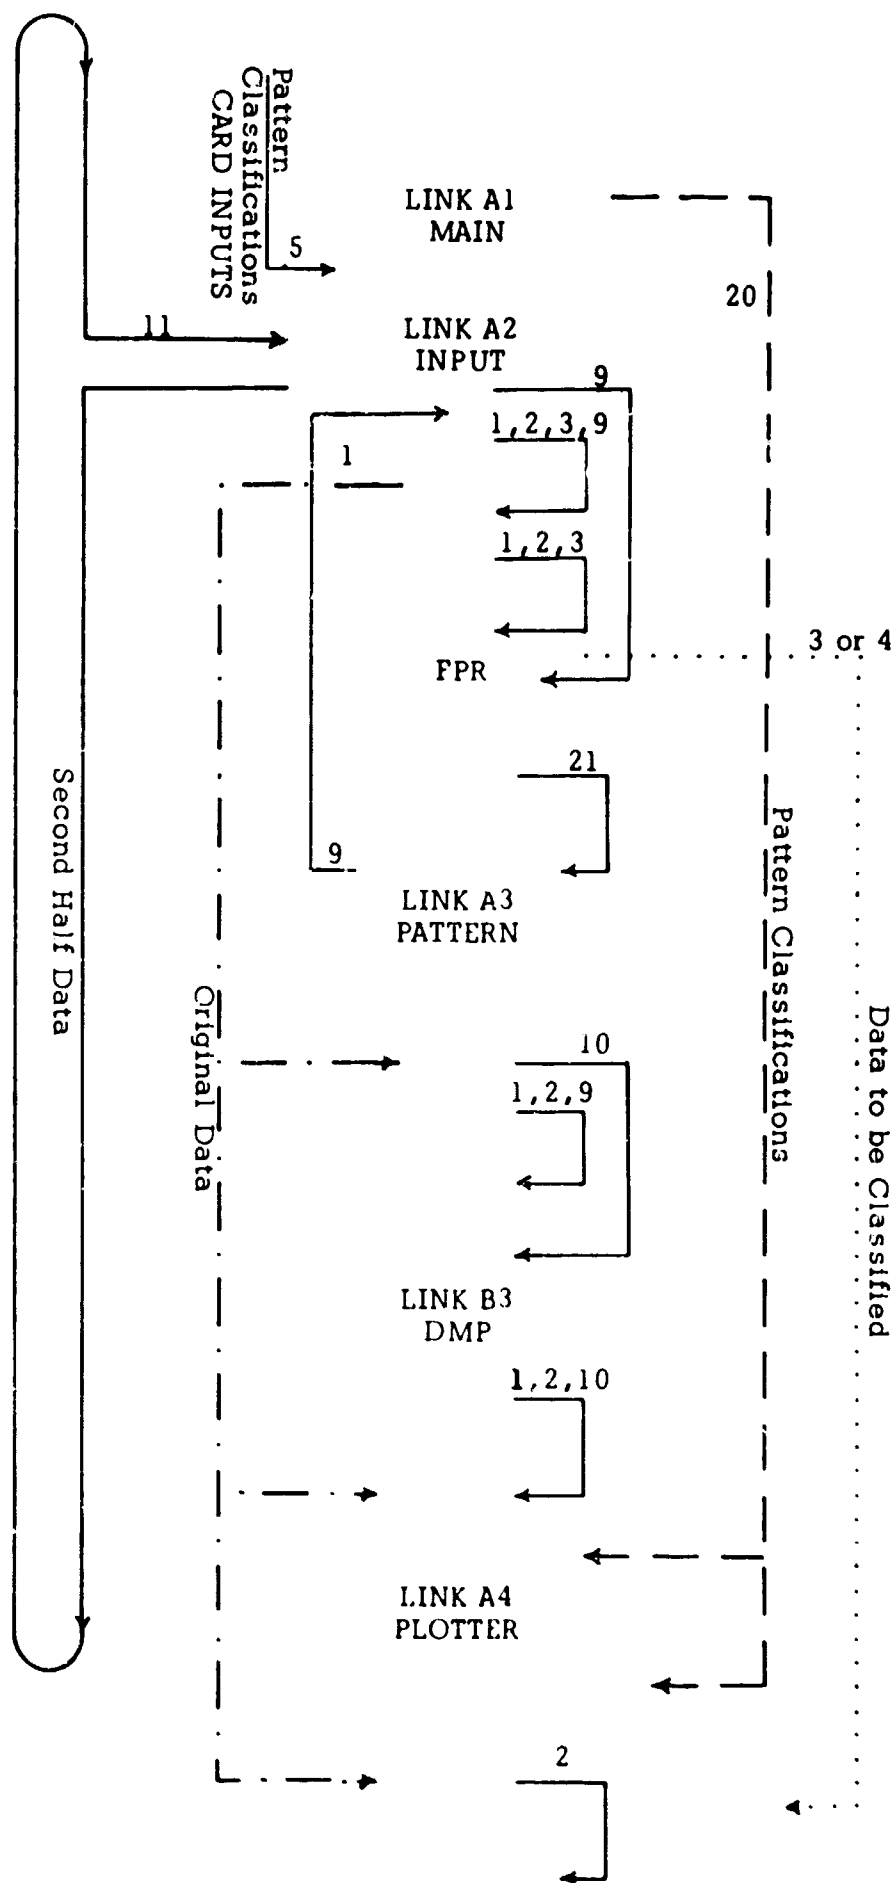 Pattern
Classifications
CARD INPUTS
5
LINK A1
MAIN
20
11
LINK A2
INPUT
9
1,2,3,9
1
1,2,3
3 or 4
FPR
21
9
LINK A3
PATTERN
Second Half Data
Original Data
Pattern Classifications
Data to be Classified
10
1,2,9
LINK B3
DMP
1,2,10
LINK A4
PLOTTER
2